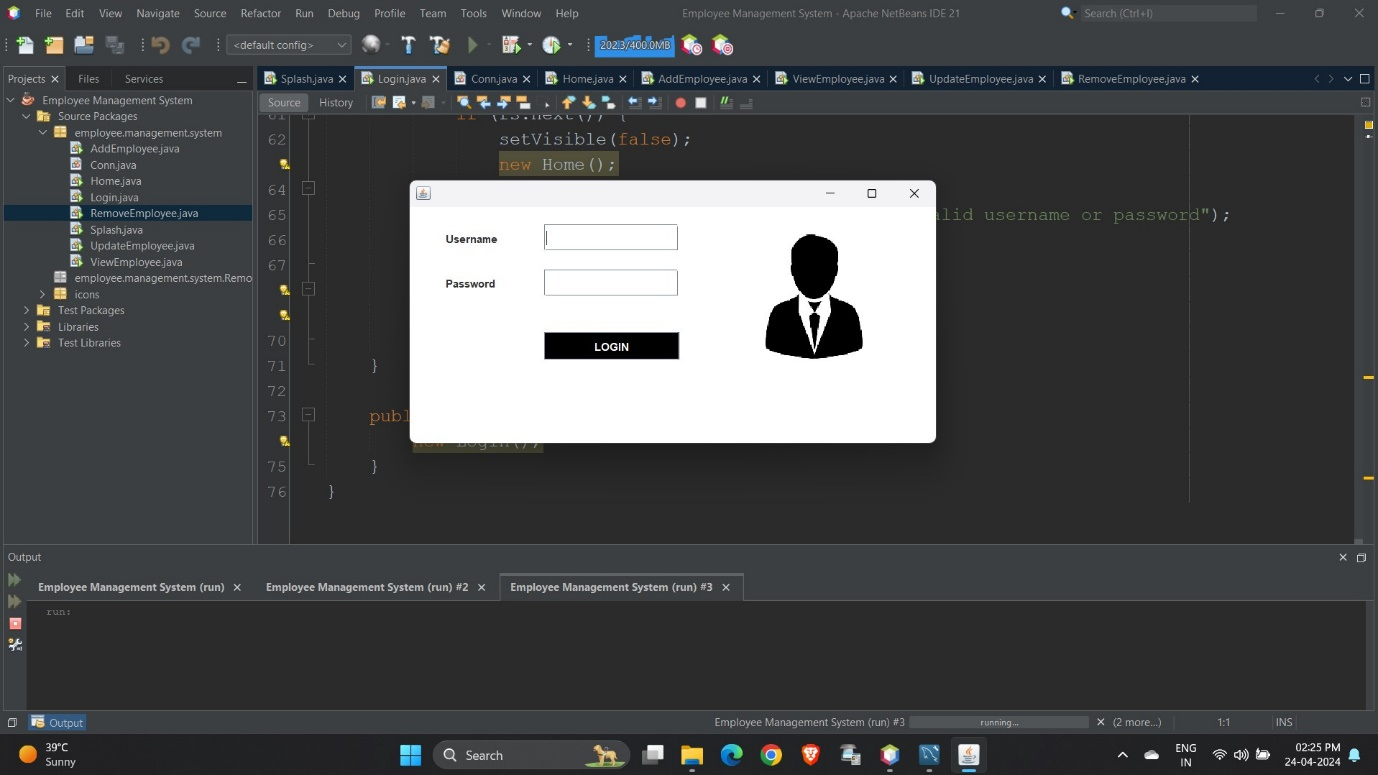 File Edit View Navigate Source Refactor Run Debug Profile Team Tools Window Help
Employee Management System - Apache NetBeans IDE 21
Search (Ctrl+I)
<default config>
202.3/400.0MB
Projects Files Services
Splash.java Login.java Conn.java Home.java AddEmployee.java ViewEmployee.java UpdateEmployee.java RemoveEmployee.java
Source History
Employee Management System
Source Packages
employee.management.system
AddEmployee.java
Conn.java
Home.java
Login.java
RemoveEmployee.java
Splash.java
UpdateEmployee.java
ViewEmployee.java
employee.management.system.Remo
icons
Test Packages
Libraries
Test Libraries
61 if (rs.next()) {
62 setVisible(false);
new Home();
64
65 alid username or password");
66
67
70
71 }
72
73 publ
new Login();
75 }
76 }
Username
Password
LOGIN
Output
Employee Management System (run) Employee Management System (run) #2 Employee Management System (run) #3
run:
Output
Employee Management System (run) #3 running... (2 more...) 1:1 INS
39°C
Sunny
Search
ENG
IN
02:25 PM
24-04-2024